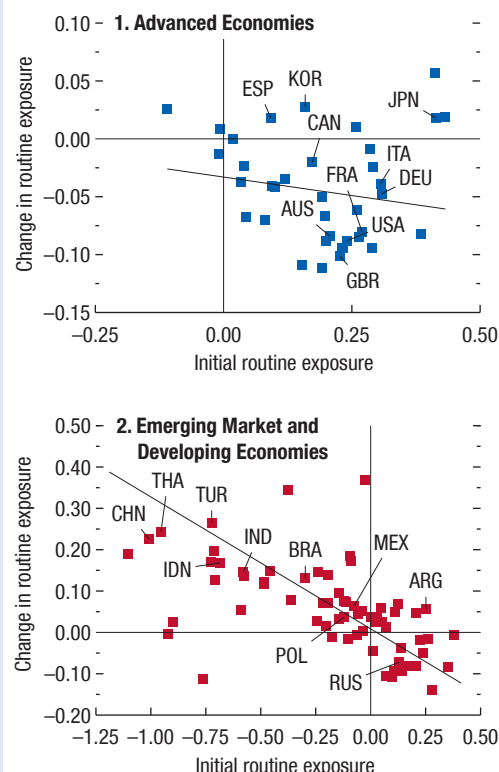 1. Advanced Economies
0.10
0.05
0.00
–0.05
–0.10
–0.15
Change in routine exposure
ESP
KOR
JPN
CAN
ITA
FRA
DEU
AUS
USA
GBR
–0.25
0.00
0.25
0.50
Initial routine exposure
2. Emerging Market and
Developing Economies
0.50
0.40
0.30
0.20
0.10
0.00
–0.10
–0.20
Change in routine exposure
THA
TUR
CHN
IND
IDN
BRA
MEX
ARG
POL
RUS
–1.25 –1.00 –0.75 –0.50 –0.25 0.00 0.25 0.50
Initial routine exposure